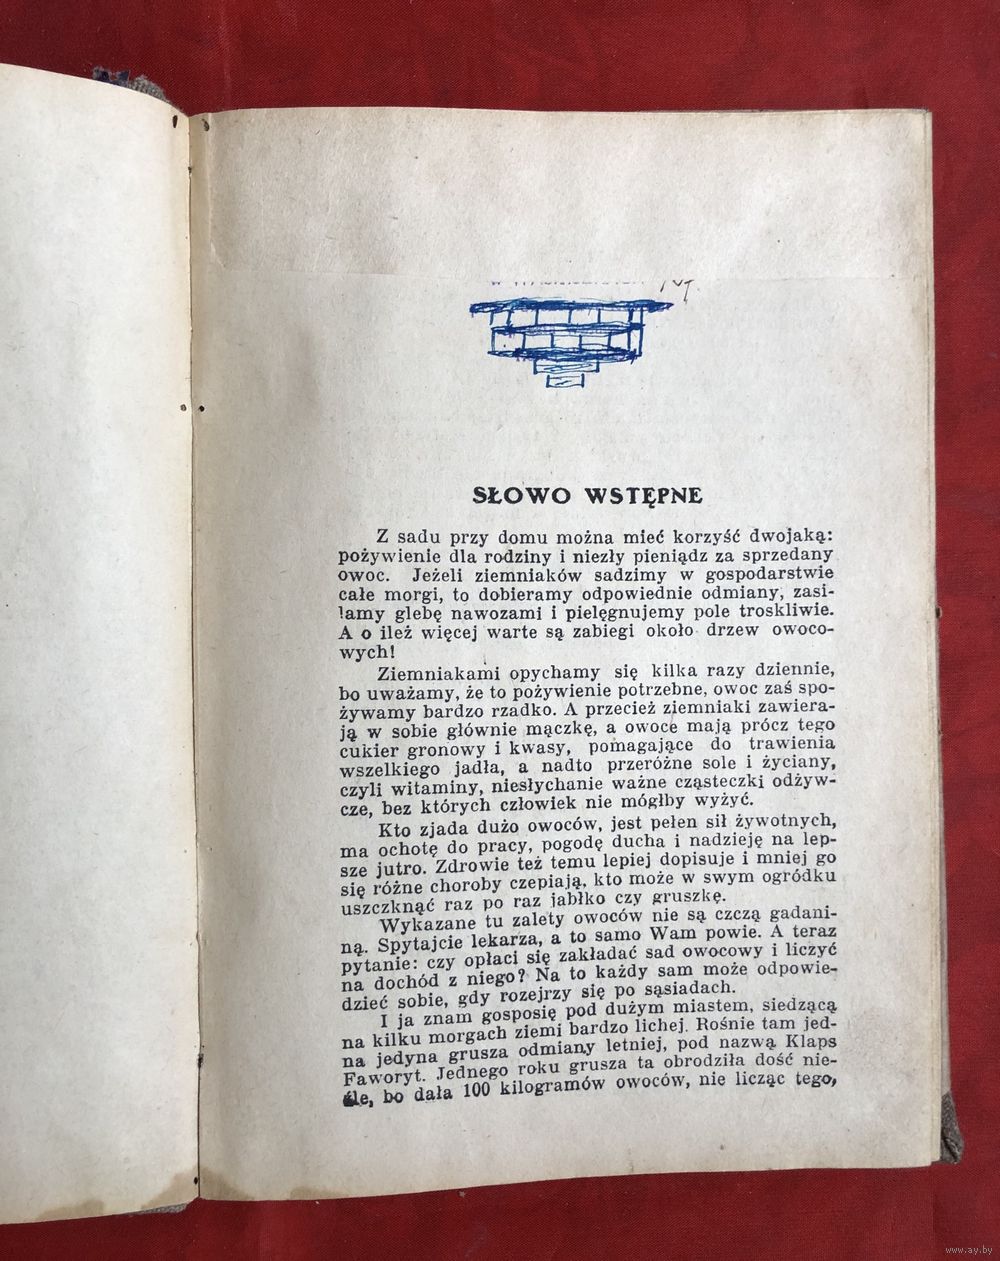 SŁOWO WSTĘPNE
Z sadu przy domu można mieć korzyść dwojaką:
pożywienie dla rodziny i niezły pieniądz za sprzedany
owoc. Jeżeli ziemniaków sadzimy w gospodarstwie
całe morgi, to dobieramy odpowiednie odmiany, zasi-
lamy glebę nawozami i pielęgnujemy pole troskliwie.
A o ileż więcej warte są zabiegi około drzew owoco-
wych!
Ziemniakami opychamy się kilka razy dziennie,
bo uważamy, że to pożywienie potrzebne, owoc zaś spo-
żywamy bardzo rzadko. A przecież ziemniaki zawiera-
ją w sobie głównie mączkę, a owoce mają prócz tego
cukier gronowy i kwasy, pomagające do trawienia
wszelkiego jadła, a nadto przeróżne sole i życiany,
czyli witaminy, niesłychanie ważne cząsteczki odżyw-
cze, bez których człowiek nie mógłby wyżyć.
Kto zjada dużo owoców, jest pełen sił żywotnych,
ma ochotę do pracy, pogodę ducha i nadzieję na lep-
sze jutro. Zdrowie też temu lepiej dopisuje i mniej go
się różne choroby czepiają, kto może w swym ogródku
uszczknąć raz po raz jabłko czy gruszkę.
Wykazane tu zalety owoców nie są czczą gadani-
ną. Spytajcie lekarza, a to samo Wam powie. A teraz
pytanie: czy opłaci się zakładać sad owocowy i liczyć
na dochód z niego? Na to każdy sam może odpowie-
dzieć sobie, gdy rozejrzy się po sąsiadach.
I ja znam gosposię pod dużym miastem, siedzącą
na kilku morgach ziemi bardzo lichej. Rośnie tam jed-
na jedyna grusza odmiany letniej, pod nazwą Klaps
Faworyt. Jednego roku grusza ta obrodziła dość nie-
źle, bo dała 100 kilogramów owoców, nie licząc tego,
www.ay.by